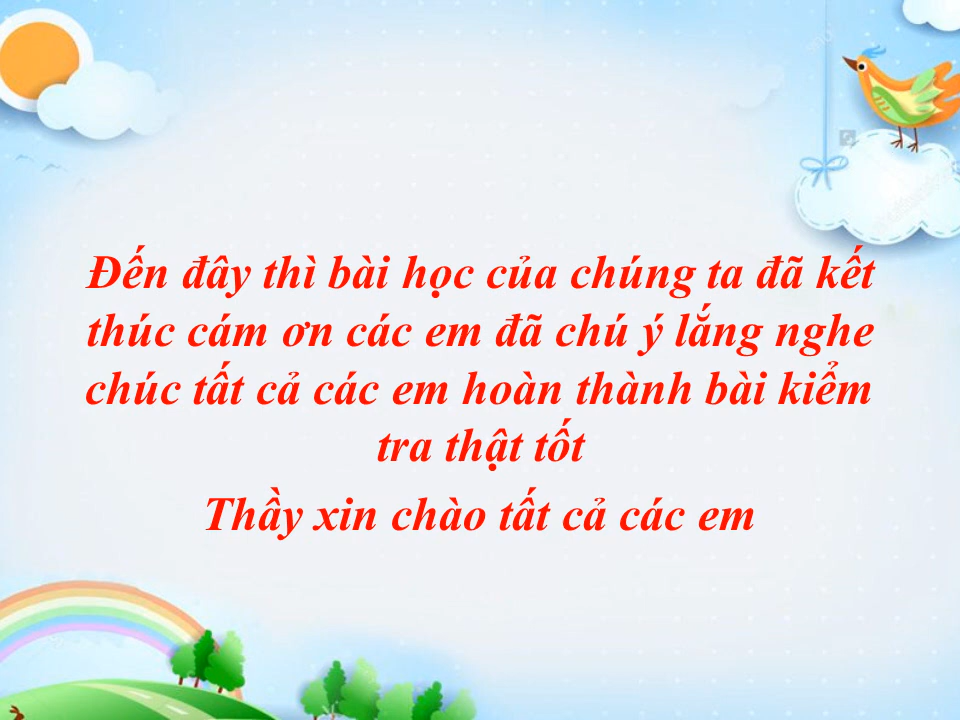 Đến đây thì bài học của chúng ta đã kết
thúc cám ơn các em đã chú ý lắng nghe
chúc tất cả các em hoàn thành bài kiểm
tra thật tốt
Thầy xin chào tất cả các em